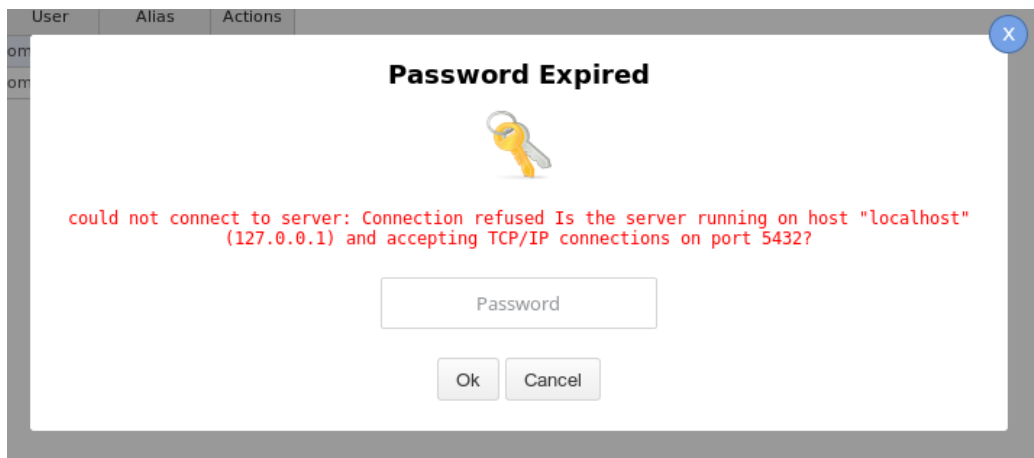 User Alias Actions
om
X
om
Password Expired
could not connect to server: Connection refused Is the server running on host "localhost"
(127.0.0.1) and accepting TCP/IP connections on port 5432?
Password
Ok Cancel